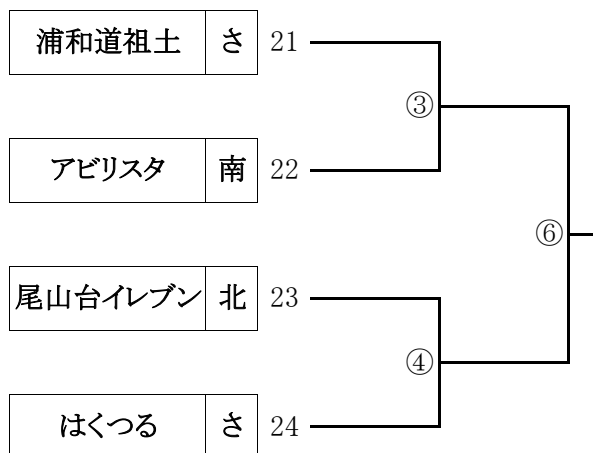 浦和道祖土 さ 21
③
アビリスタ 南 22
⑥
尾山台イレブン 北 23
④
はくつる さ 24